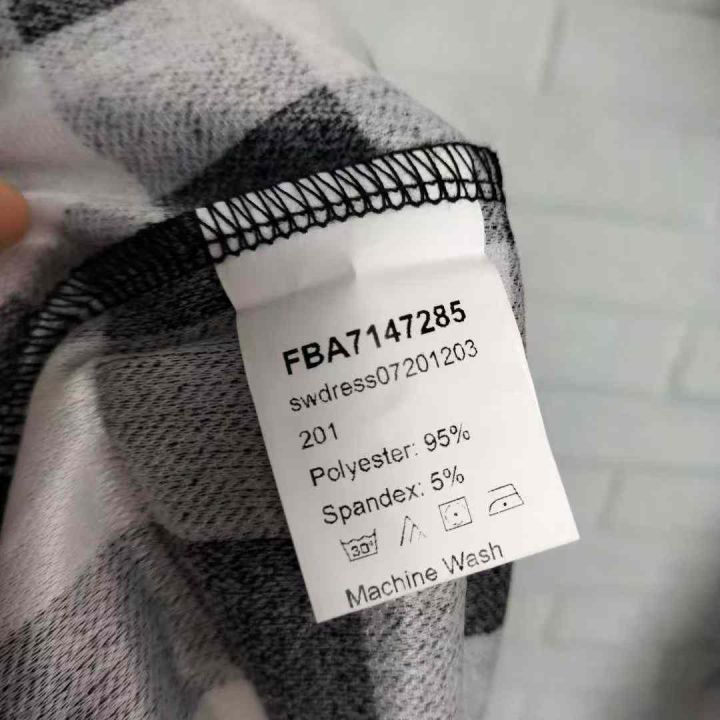 FBA7147285
swdress07201203
201
Polyester: 95%
Spandex: 5%
30°
Machine Wash